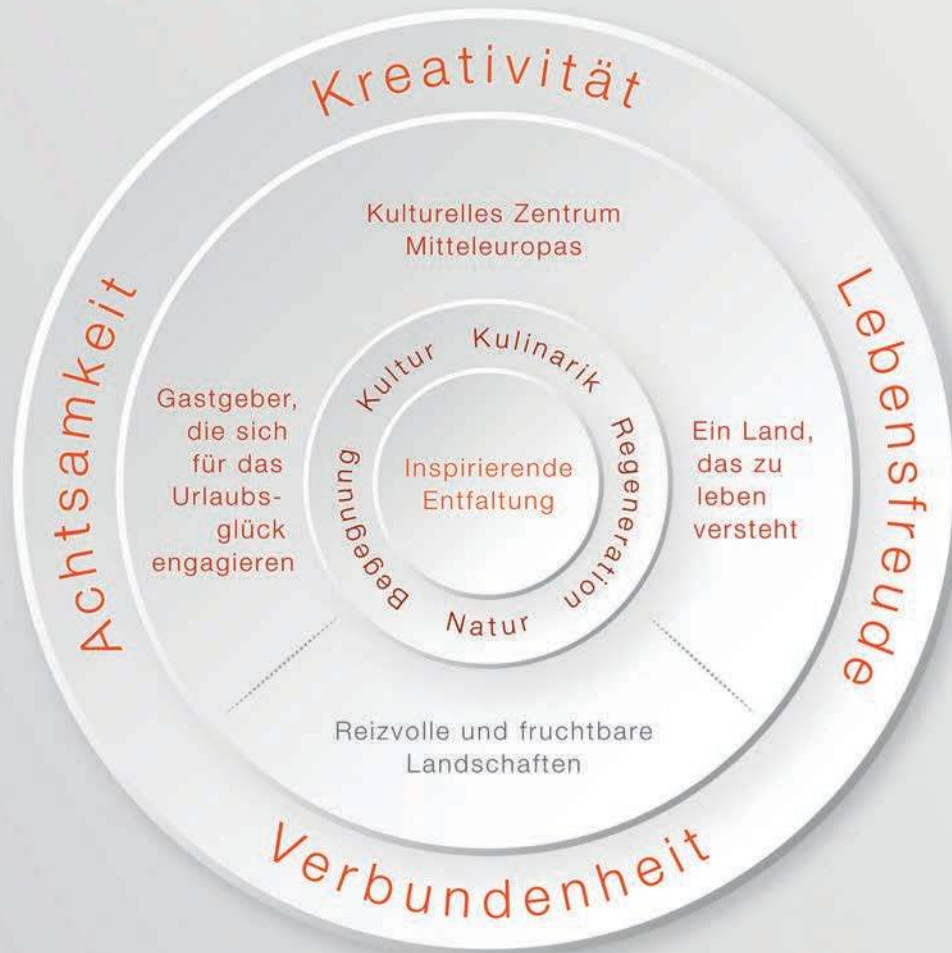 Kreativität
Kulturelles Zentrum
Mitteleuropas
Achtsamkeit
Lebensfreude
Gastgeber,
die sich
für das
Urlaubs-
glück
engagieren
Kultur
Kulinarik
Regeneration
Natur
Begegnung
Inspirierende
Entfaltung
Ein Land,
das zu
leben
versteht
Reizvolle und fruchtbare
Landschaften
Verbundenheit